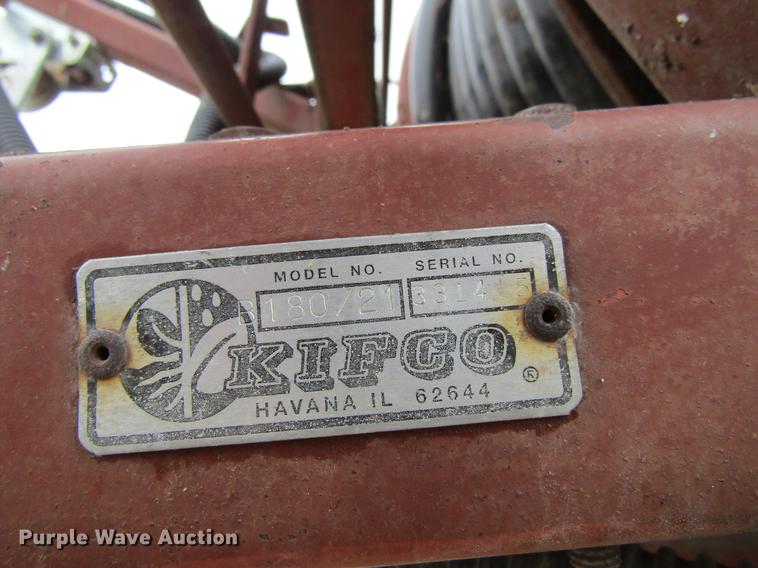 MODEL NO. SERIAL NO.
B180/21
KIFCO ®
HAVANA IL 62644
Purple Wave Auction